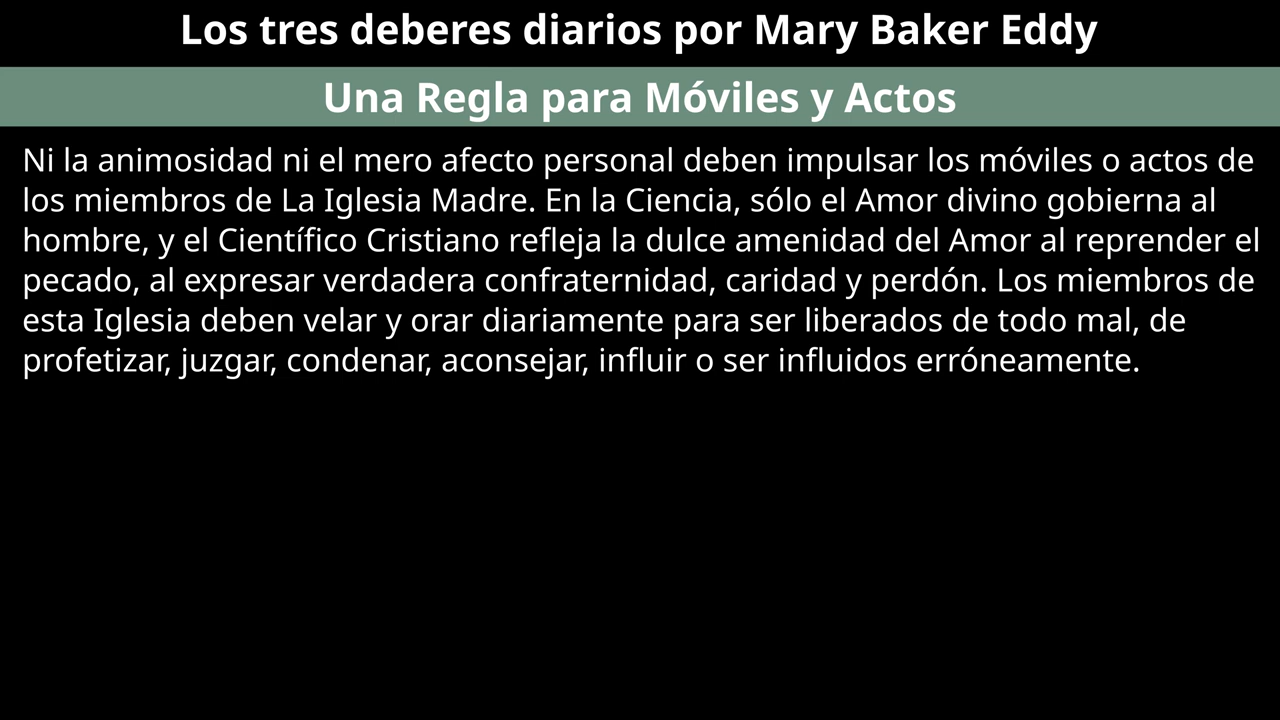 Los tres deberes diarios por Mary Baker Eddy
Una Regla para Móviles y Actos
Ni la animosidad ni el mero afecto personal deben impulsar los móviles o actos de
los miembros de La Iglesia Madre. En la Ciencia, sólo el Amor divino gobierna al
hombre, y el Científico Cristiano refleja la dulce amenidad del Amor al reprender el
pecado, al expresar verdadera confraternidad, caridad y perdón. Los miembros de
esta Iglesia deben velar y orar diariamente para ser liberados de todo mal, de
profetizar, juzgar, condenar, aconsejar, influir o ser influidos erróneamente.